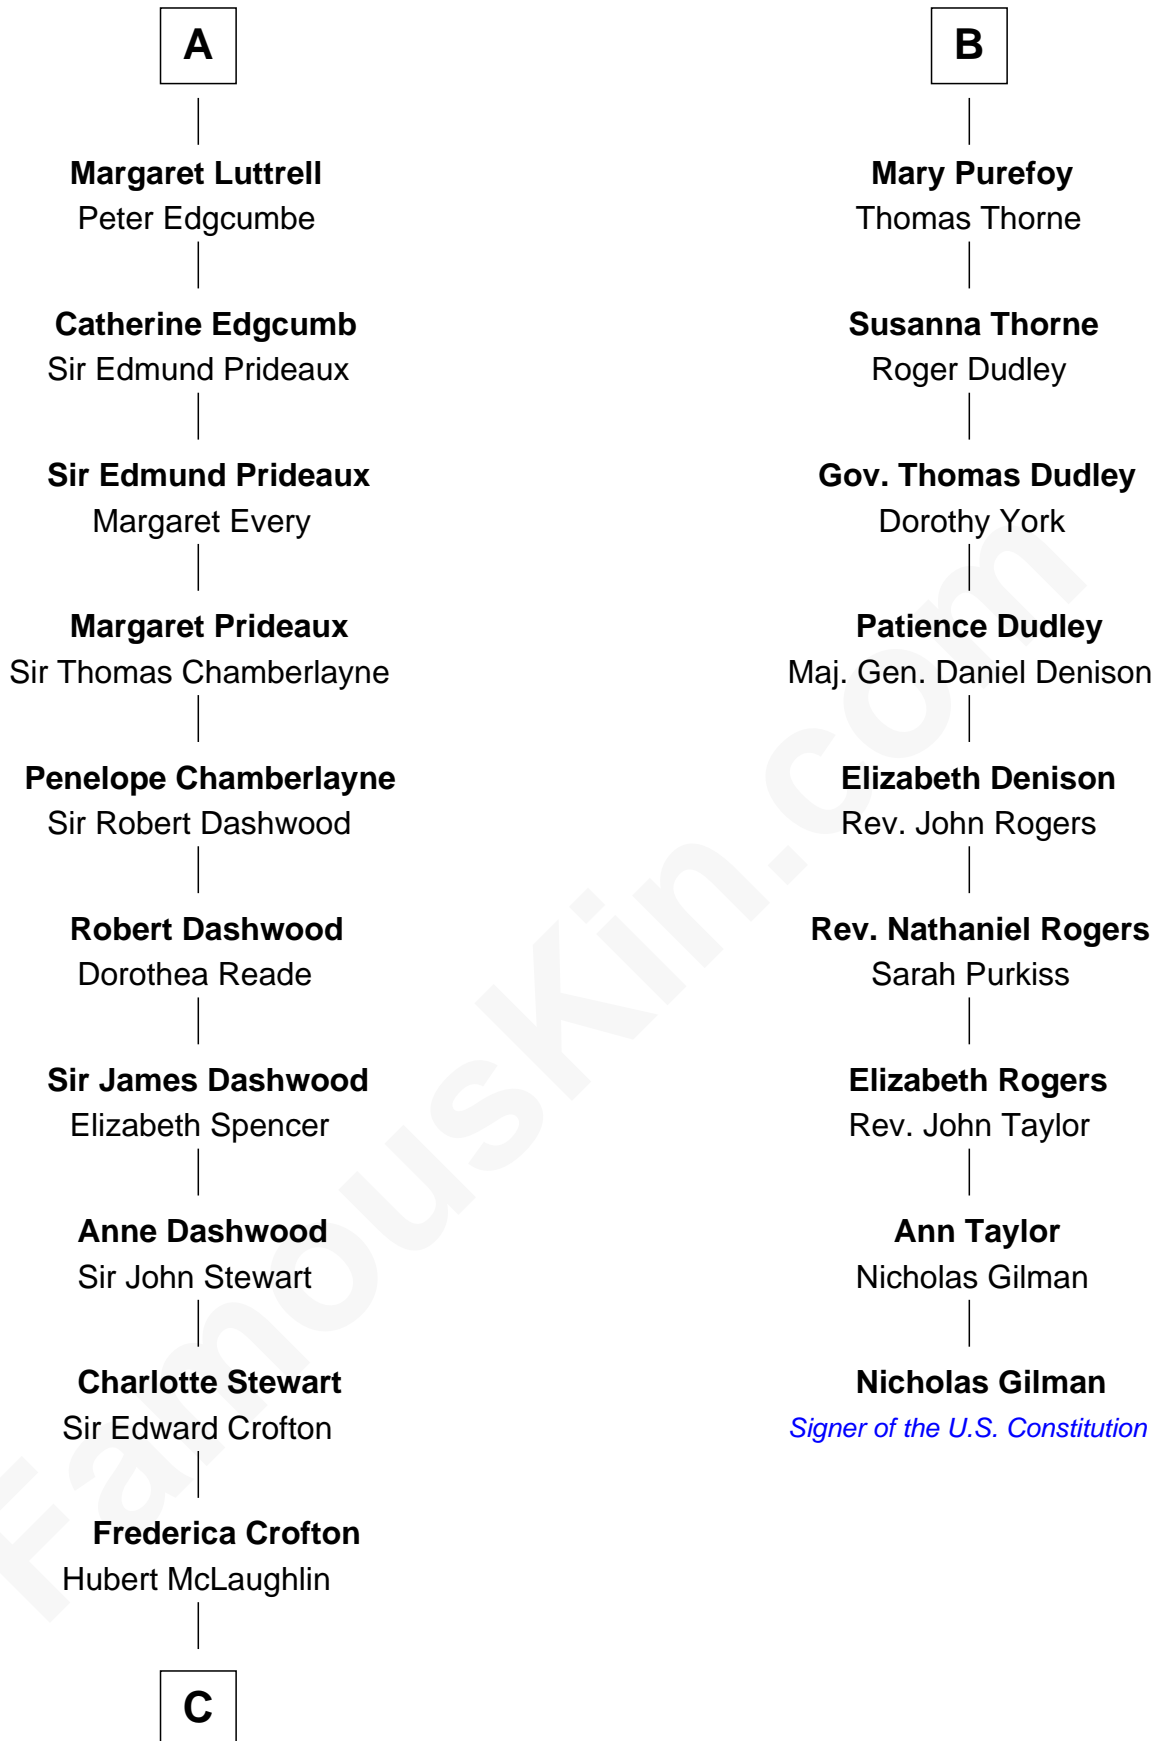 A
Margaret Luttrell
Peter Edgcumbe
Catherine Edgcumb
Sir Edmund Prideaux
Sir Edmund Prideaux
Margaret Every
Margaret Prideaux
Sir Thomas Chamberlayne
Penelope Chamberlayne
Sir Robert Dashwood
Robert Dashwood
Dorothea Reade
Sir James Dashwood
Elizabeth Spencer
Anne Dashwood
Sir John Stewart
Charlotte Stewart
Sir Edward Crofton
Frederica Crofton
Hubert McLaughlin
C
B
Mary Purefoy
Thomas Thorne
Susanna Thorne
Roger Dudley
Gov. Thomas Dudley
Dorothy York
Patience Dudley
Maj. Gen. Daniel Denison
Elizabeth Denison
Rev. John Rogers
Rev. Nathaniel Rogers
Sarah Purkiss
Elizabeth Rogers
Rev. John Taylor
Ann Taylor
Nicholas Gilman
Nicholas Gilman
Signer of the U.S. Constitution
FamousKin.com